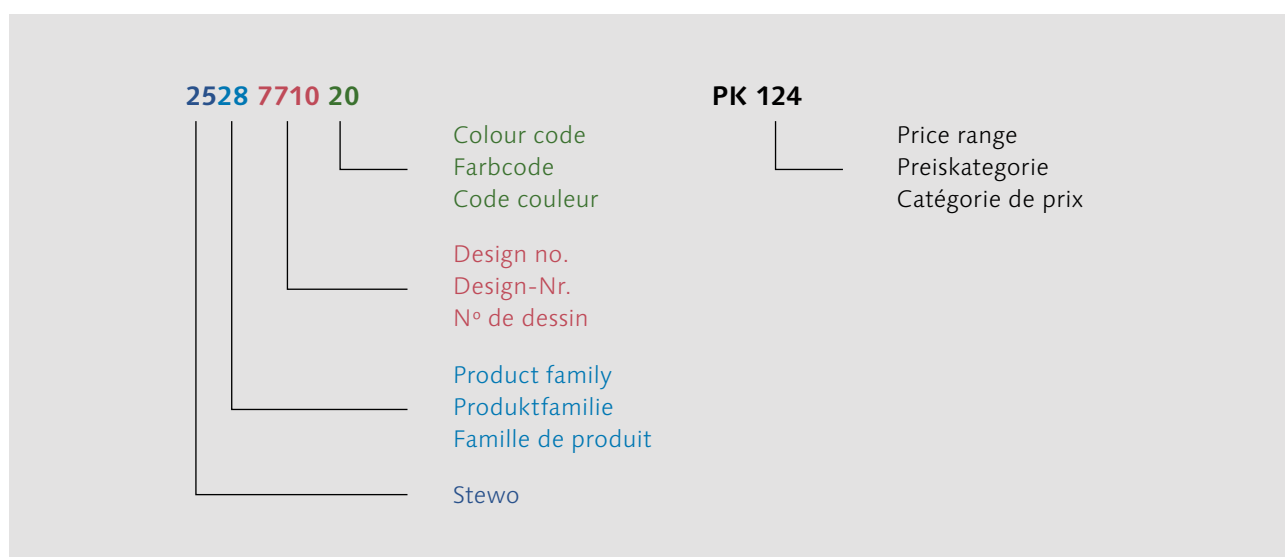 2528 7710 20
Colour code
Farbcode
Code couleur
Design no.
Design-Nr.
Nº de dessin
Product family
Produktfamilie
Famille de produit
Stewo
PK 124
Price range
Preiskategorie
Catégorie de prix